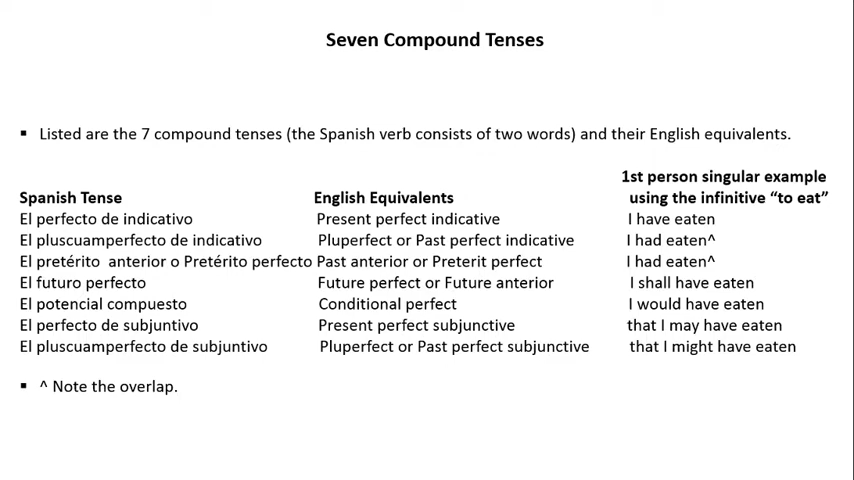 Seven Compound Tenses
▪ Listed are the 7 compound tenses (the Spanish verb consists of two words) and their English equivalents.
1st person singular example
Spanish Tense English Equivalents using the infinitive “to eat”
El perfecto de indicativo Present perfect indicative I have eaten
El pluscuamperfecto de indicativo Pluperfect or Past perfect indicative I had eaten^
El pretérito anterior o Pretérito perfecto Past anterior or Preterit perfect I had eaten^
El futuro perfecto Future perfect or Future anterior I shall have eaten
El potencial compuesto Conditional perfect I would have eaten
El perfecto de subjuntivo Present perfect subjunctive that I may have eaten
El pluscuamperfecto de subjuntivo Pluperfect or Past perfect subjunctive that I might have eaten
▪ ^ Note the overlap.